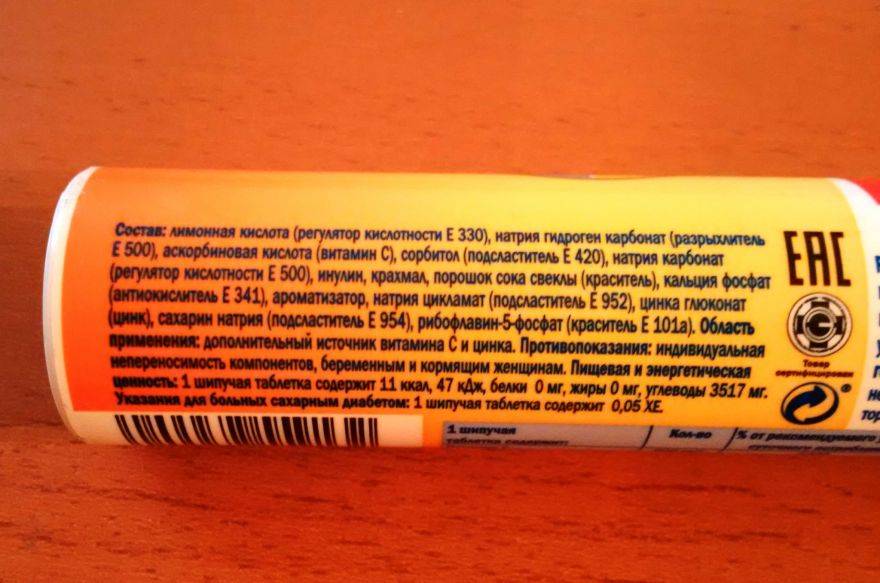 Состав: лимонная кислота (регулятор кислотности Е 330), натрия гидроген карбонат (разрыхлитель
Е 500), аскорбиновая кислота (витамин С), сорбитол (подсластитель Е 420), натрия карбонат
(регулятор кислотности Е 500), инулин, крахмал, порошок сока свеклы (краситель), кальция фосфат
(антиокислитель Е 341), ароматизатор, натрия цикламат (подсластитель Е 952), цинка глюконат
(цинк), сахарин натрия (подсластитель Е 954), рибофлавин-5-фосфат (краситель Е 101а). Область
применения: дополнительный источник витамина С и цинка. Противопоказания: индивидуальная
непереносимость компонентов, беременным и кормящим женщинам. Пищевая и энергетическая
ценность: 1 шипучая таблетка содержит 11 ккал, 47 кДж, белки 0 мг, жиры 0 мг, углеводы 3517 мг.
Указания для больных сахарным диабетом: 1 шипучая таблетка содержит 0,05 ХЕ.
ЕАС
Товар
сертифицирован
®
1 шипучая
таблетка содержит:
Кол-во
% от рекомендуемого